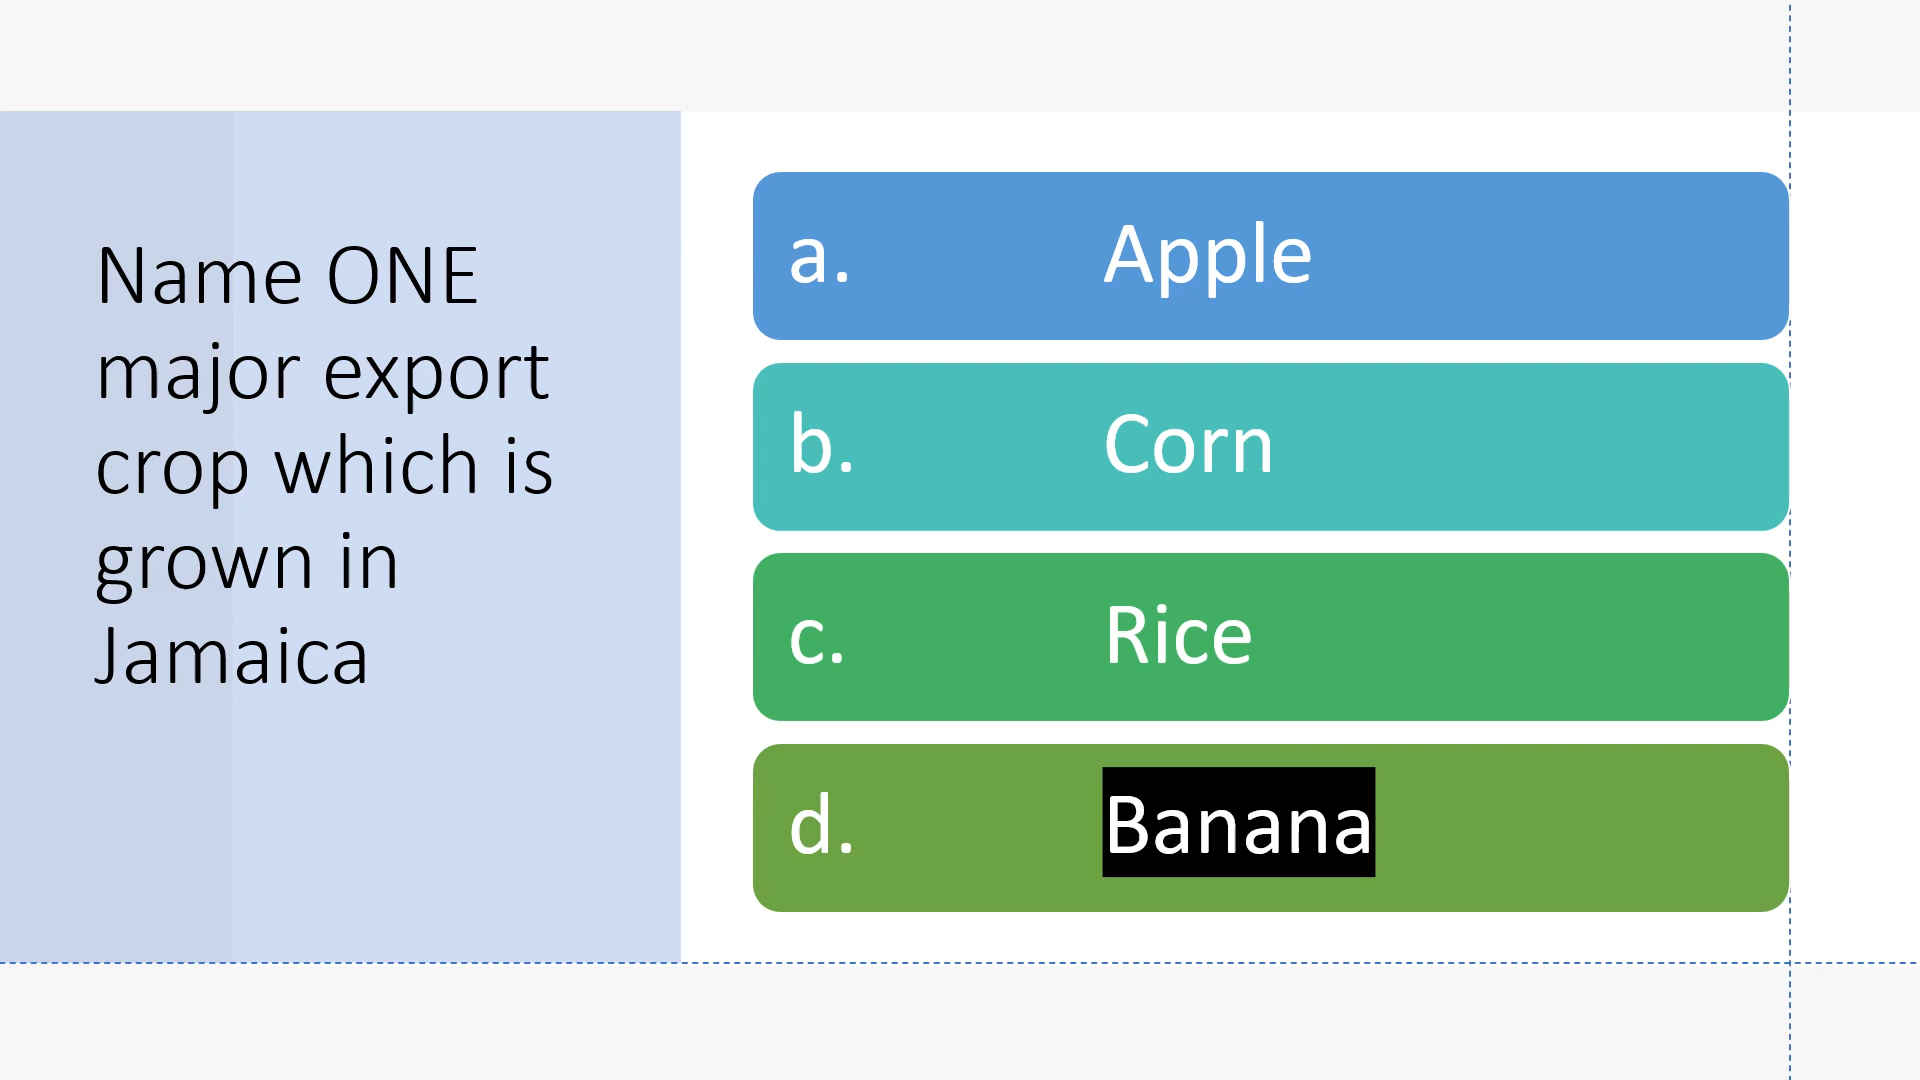 Name ONE
major export
crop which is
grown in
Jamaica
a. Apple
b. Corn
c. Rice
d. Banana